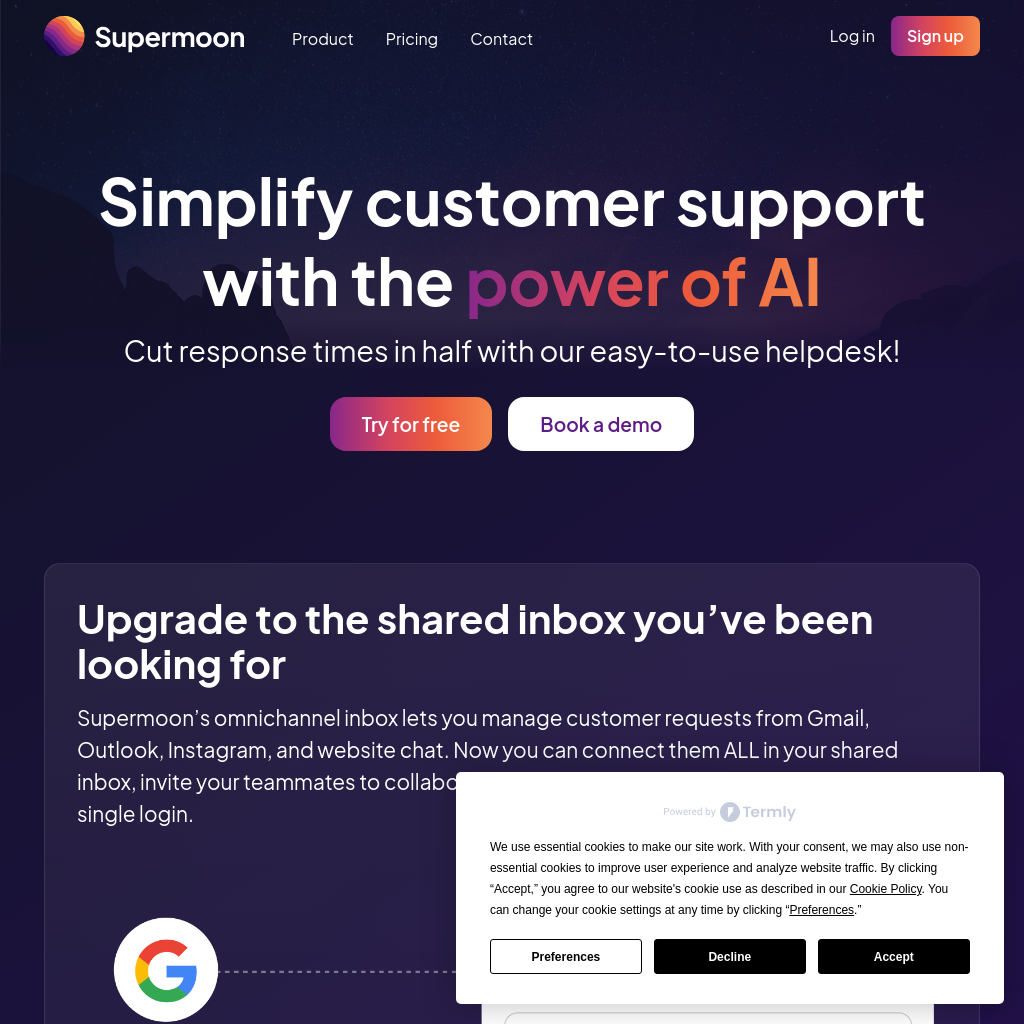 Supermoon
Product
Pricing
Contact
Log in
Sign up
Simplify customer support
with the power of AI
Cut response times in half with our easy-to-use helpdesk!
Try for free
Book a demo
Upgrade to the shared inbox you’ve been
looking for
Supermoon’s omnichannel inbox lets you manage customer requests from Gmail,
Outlook, Instagram, and website chat. Now you can connect them ALL in your shared
inbox, invite your teammates to
single login.
Powered by Termly
We use essential cookies to make our site work. With your consent, we may also use non-
essential cookies to improve user experience and analyze website traffic. By clicking
“Accept,” you agree to our website's cookie use as described in our Cookie Policy. You
can change your cookie settings at any time by clicking “Preferences.”
Preferences
Decline
Accept